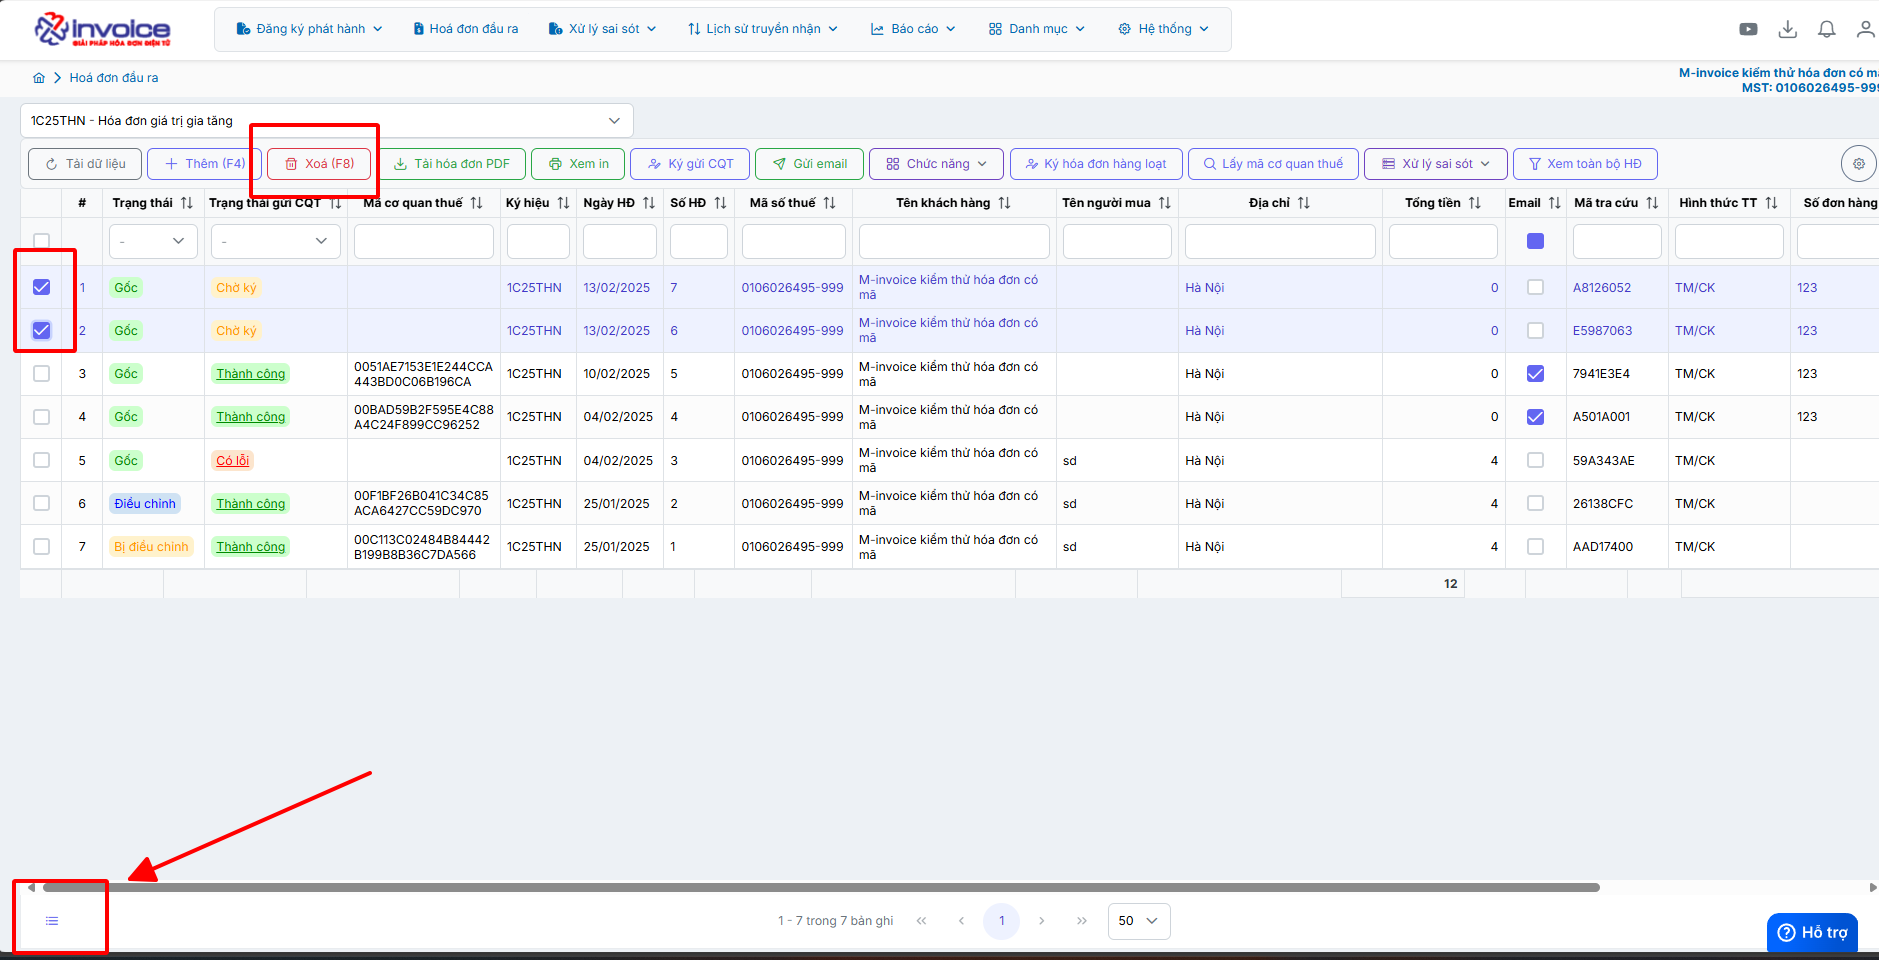 invoice
GIẢI PHÁP HÓA ĐƠN ĐIỆN TỬ
Đăng ký phát hành
Hoá đơn đầu ra
Xử lý sai sót
Lịch sử truyền nhận
Báo cáo
Danh mục
Hệ thống
Hoá đơn đầu ra
M-invoice kiểm thử hóa đơn có m
MST: 0106026495-999
1C25THN - Hóa đơn giá trị gia tăng
Tải dữ liệu
Thêm (F4)
Xoá (F8)
Tải hóa đơn PDF
Xem in
Ký gửi CQT
Gửi email
Chức năng
Ký hóa đơn hàng loạt
Lấy mã cơ quan thuế
Xử lý sai sót
Xem toàn bộ HĐ
# Trạng thái Trạng thái gửi CQT Mã cơ quan thuế Ký hiệu Ngày HĐ Số HĐ Mã số thuế Tên khách hàng Tên người mua Địa chỉ Tổng tiền Email Mã tra cứu Hình thức TT Số đơn hàng
- -
1 Gốc Chờ ký 1C25THN 13/02/2025 7 0106026495-999 M-invoice kiểm thử hóa đơn có Hà Nội 0 A8126052 TM/CK 123
mã
2 Gốc Chờ ký 1C25THN 13/02/2025 6 0106026495-999 M-invoice kiểm thử hóa đơn có Hà Nội 0 E5987063 TM/CK 123
mã
3 Gốc Thành công 0051AE7153E1E244CCA 1C25THN 10/02/2025 5 0106026495-999 M-invoice kiểm thử hóa đơn có Hà Nội 0 7941E3E4 TM/CK 123
443BD0C06B196CA mã
4 Gốc Thành công 00BAD59B2F595E4C88 1C25THN 04/02/2025 4 0106026495-999 M-invoice kiểm thử hóa đơn có Hà Nội 0 A501A001 TM/CK 123
A4C24F899CC96252 mã
5 Gốc Có lỗi 1C25THN 04/02/2025 3 0106026495-999 M-invoice kiểm thử hóa đơn có sd Hà Nội 4 59A343AE TM/CK
mã
6 Điều chỉnh Thành công 00F1BF26B041C34C85 1C25THN 25/01/2025 2 0106026495-999 M-invoice kiểm thử hóa đơn có sd Hà Nội 4 26138CFC TM/CK
ACA6427CC59DC970 mã
7 Bị điều chỉnh Thành công 00C113C02484B84442 1C25THN 25/01/2025 1 0106026495-999 M-invoice kiểm thử hóa đơn có sd Hà Nội 4 AAD17400 TM/CK
B199B8B36C7DA566 mã
12
1 - 7 trong 7 bản ghi
1
50
Hỗ trợ